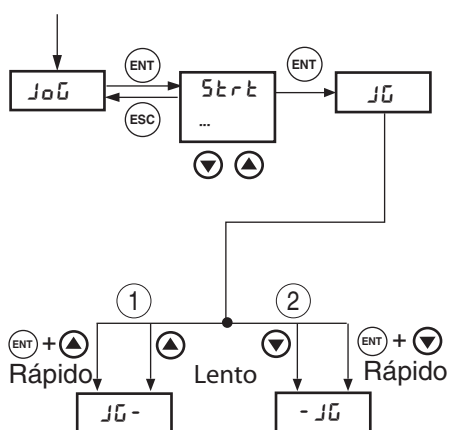 ENT
ENT
JoG
Strt
JG
ESC
...
1
2
ENT + ENT +
Rápido Lento Rápido
JG- -JG